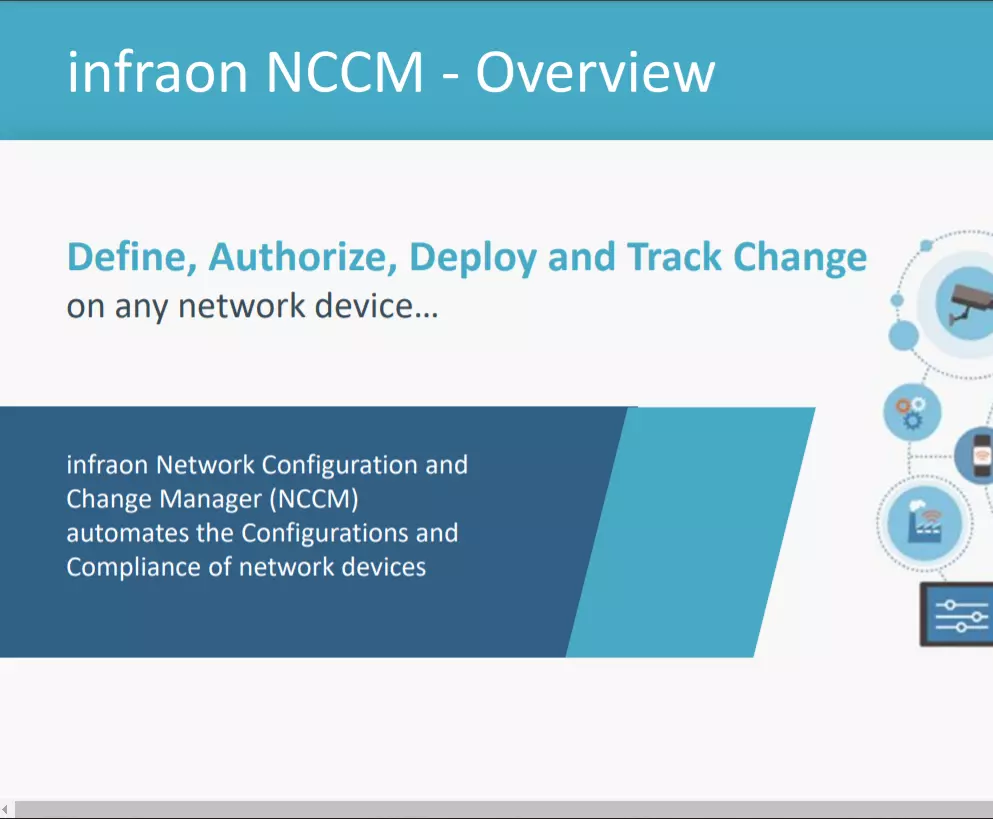 infraon NCCM - Overview
Define, Authorize, Deploy and Track Change
on any network device...
infraon Network Configuration and
Change Manager (NCCM)
automates the Configurations and
Compliance of network devices